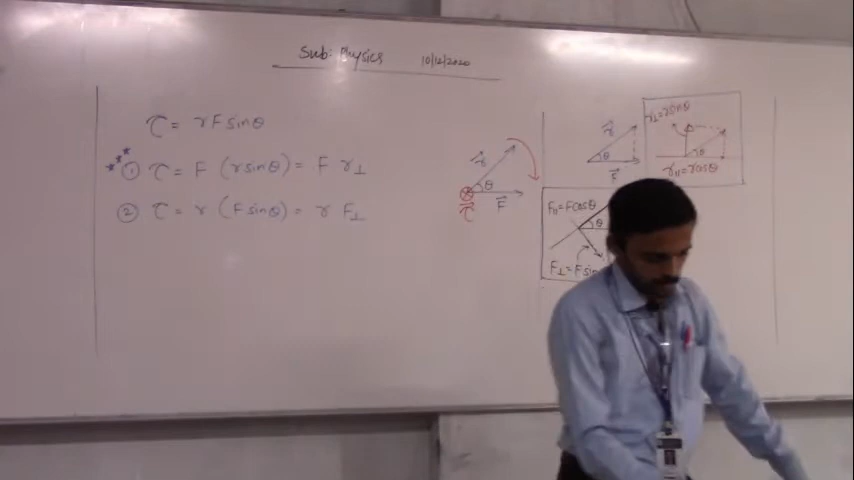 Sub: Physics 10/12/2020
τ = rF sinθ
*** ① τ = F (r sinθ) = F r⊥
② τ = r (F sinθ) = r F⊥
r⃗
θ
F⃗
τ⃗
r⃗
θ
F⃗
r⊥ = r sinθ
θ
r∥ = r cosθ
F∥ = F cosθ
θ
F⊥ = F sin